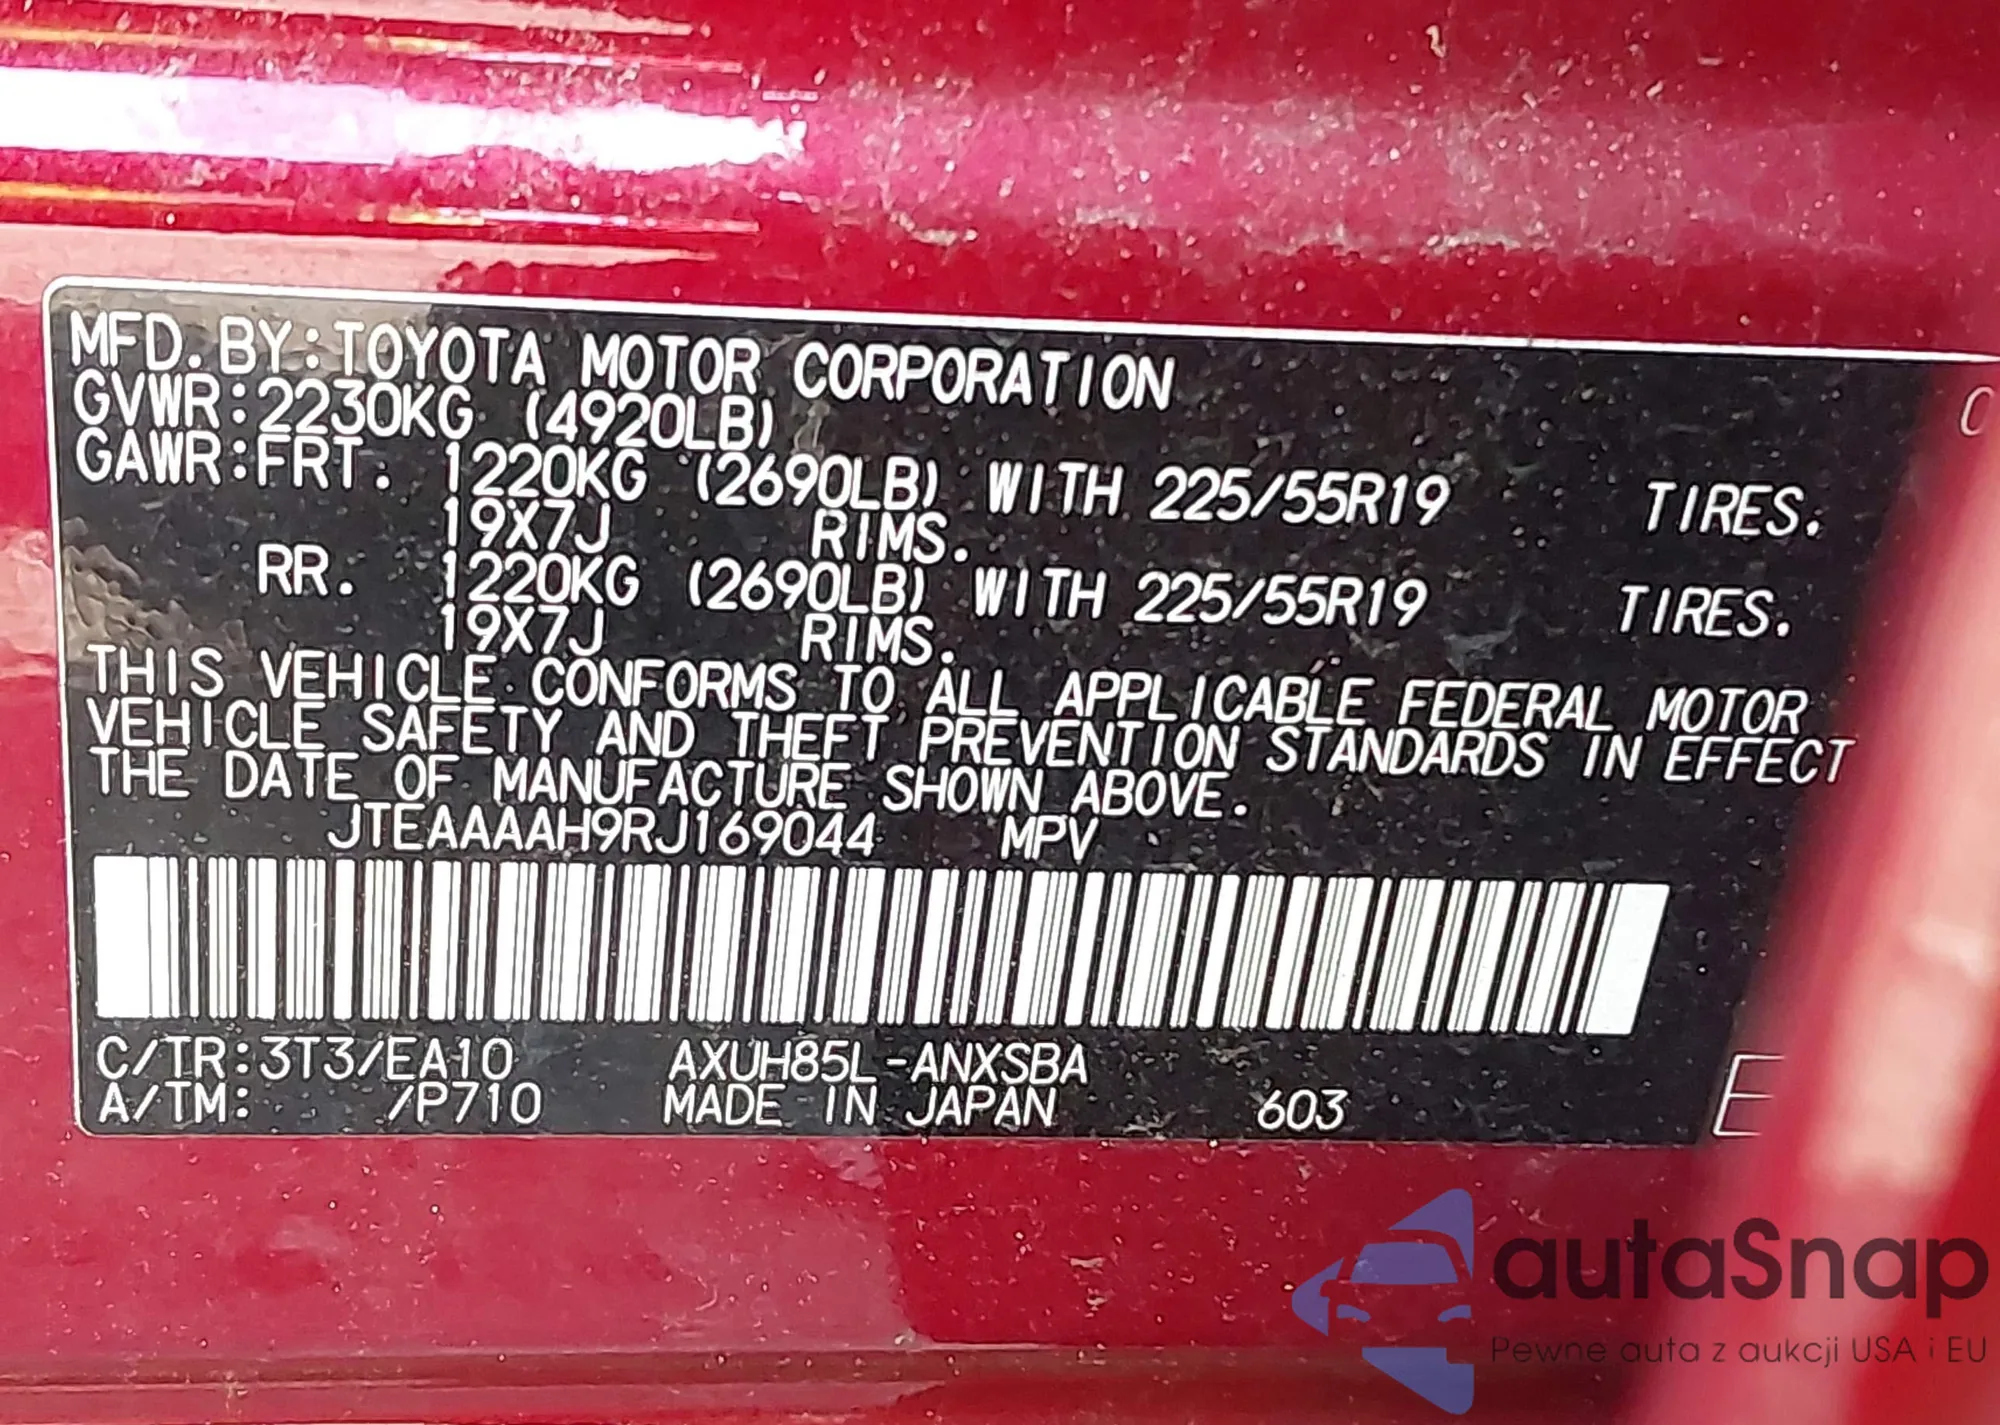 MFD.BY:TOYOTA MOTOR CORPORATION
GVWR:2230KG (4920LB)
GAWR:FRT. 1220KG (2690LB) WITH 225/55R19 TIRES.
19X7J RIMS.
RR. 1220KG (2690LB) WITH 225/55R19 TIRES.
19X7J RIMS.
THIS VEHICLE CONFORMS TO ALL APPLICABLE FEDERAL MOTOR
VEHICLE SAFETY AND THEFT PREVENTION STANDARDS IN EFFECT
THE DATE OF MANUFACTURE SHOWN ABOVE.
JTEAAAAH9RJ169044 MPV
C/TR:3T3/EA10 AXUH85L-ANXSBA
A/TM: /P710 MADE IN JAPAN 603
autaSnap
Pewne auta z aukcji USA i EU